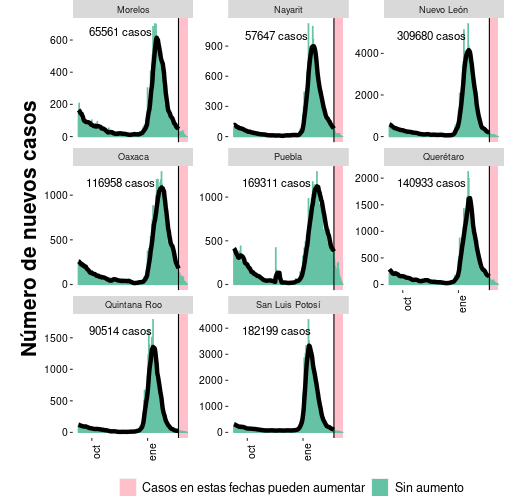 Número de nuevos casos
Morelos
65561 casos
600
400
200
0
Nayarit
57647 casos
900
600
300
0
Nuevo León
309680 casos
4000
2000
0
Oaxaca
116958 casos
1000
500
0
Puebla
169311 casos
1000
500
0
Querétaro
140933 casos
2000
1500
1000
500
0
oct
ene
Quintana Roo
90514 casos
1500
1000
500
0
oct
ene
San Luis Potosí
182199 casos
4000
3000
2000
1000
0
oct
ene
Casos en estas fechas pueden aumentar
Sin aumento